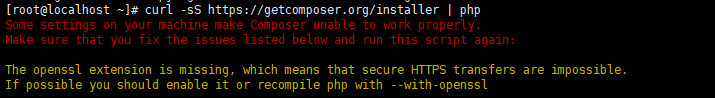 [root@localhost ~]# curl -sS https://getcomposer.org/installer | php
Some settings on your machine make Composer unable to work properly.
Make sure that you fix the issues listed below and run this script again:
The openssl extension is missing, which means that secure HTTPS transfers are impossible.
If possible you should enable it or recompile php with --with-openssl